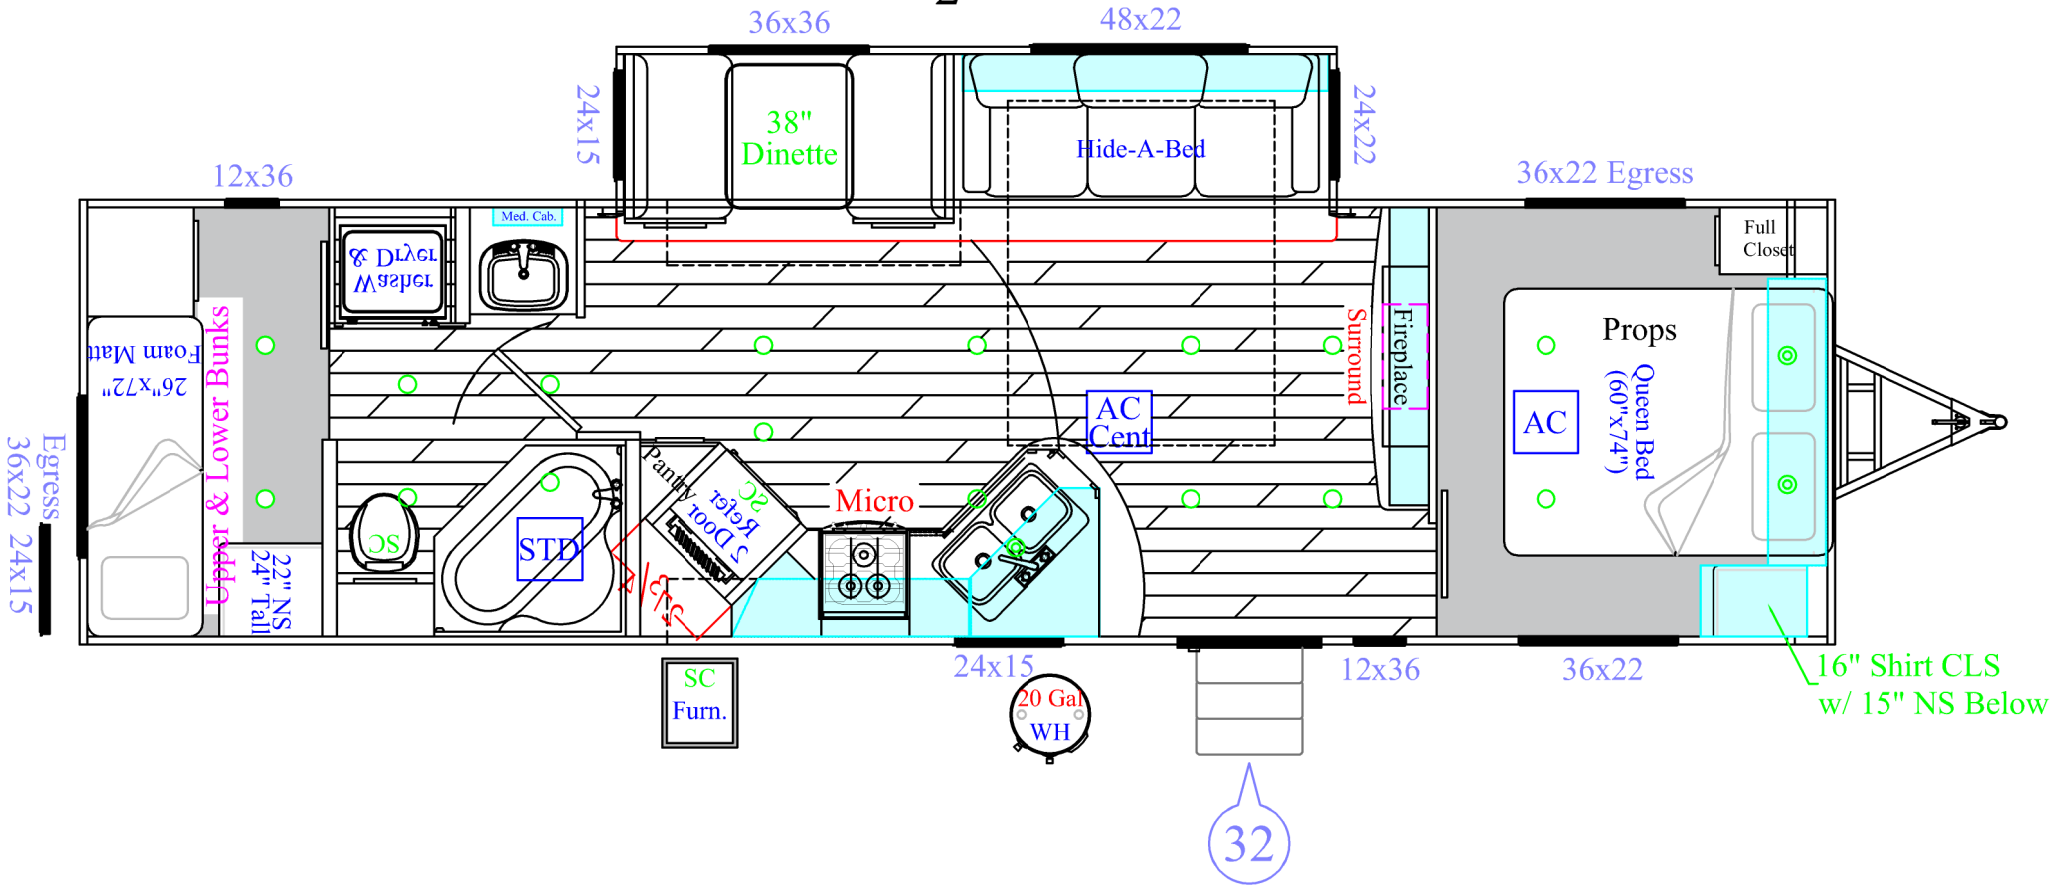 2
36x36
48x22
24x15
38"
Dinette
Hide-A-Bed
24x22
12x36
36x22 Egress
Med. Cab.
Washer
& Dryer
Full
Closet
Foam Matt
26"x72"
Upper & Lower Bunks
Surround
Fireplace
Props
Queen Bed
(60"x74")
AC
Cent
AC
Egress
36x22
24x15
Pantry
SC
2 Door
Refer
Micro
SC
STD
22" NS
24" Tall
24x15
12x36
36x22
16" Shirt CLS
w/ 15" NS Below
SC
Furn.
20 Gal
WH
32